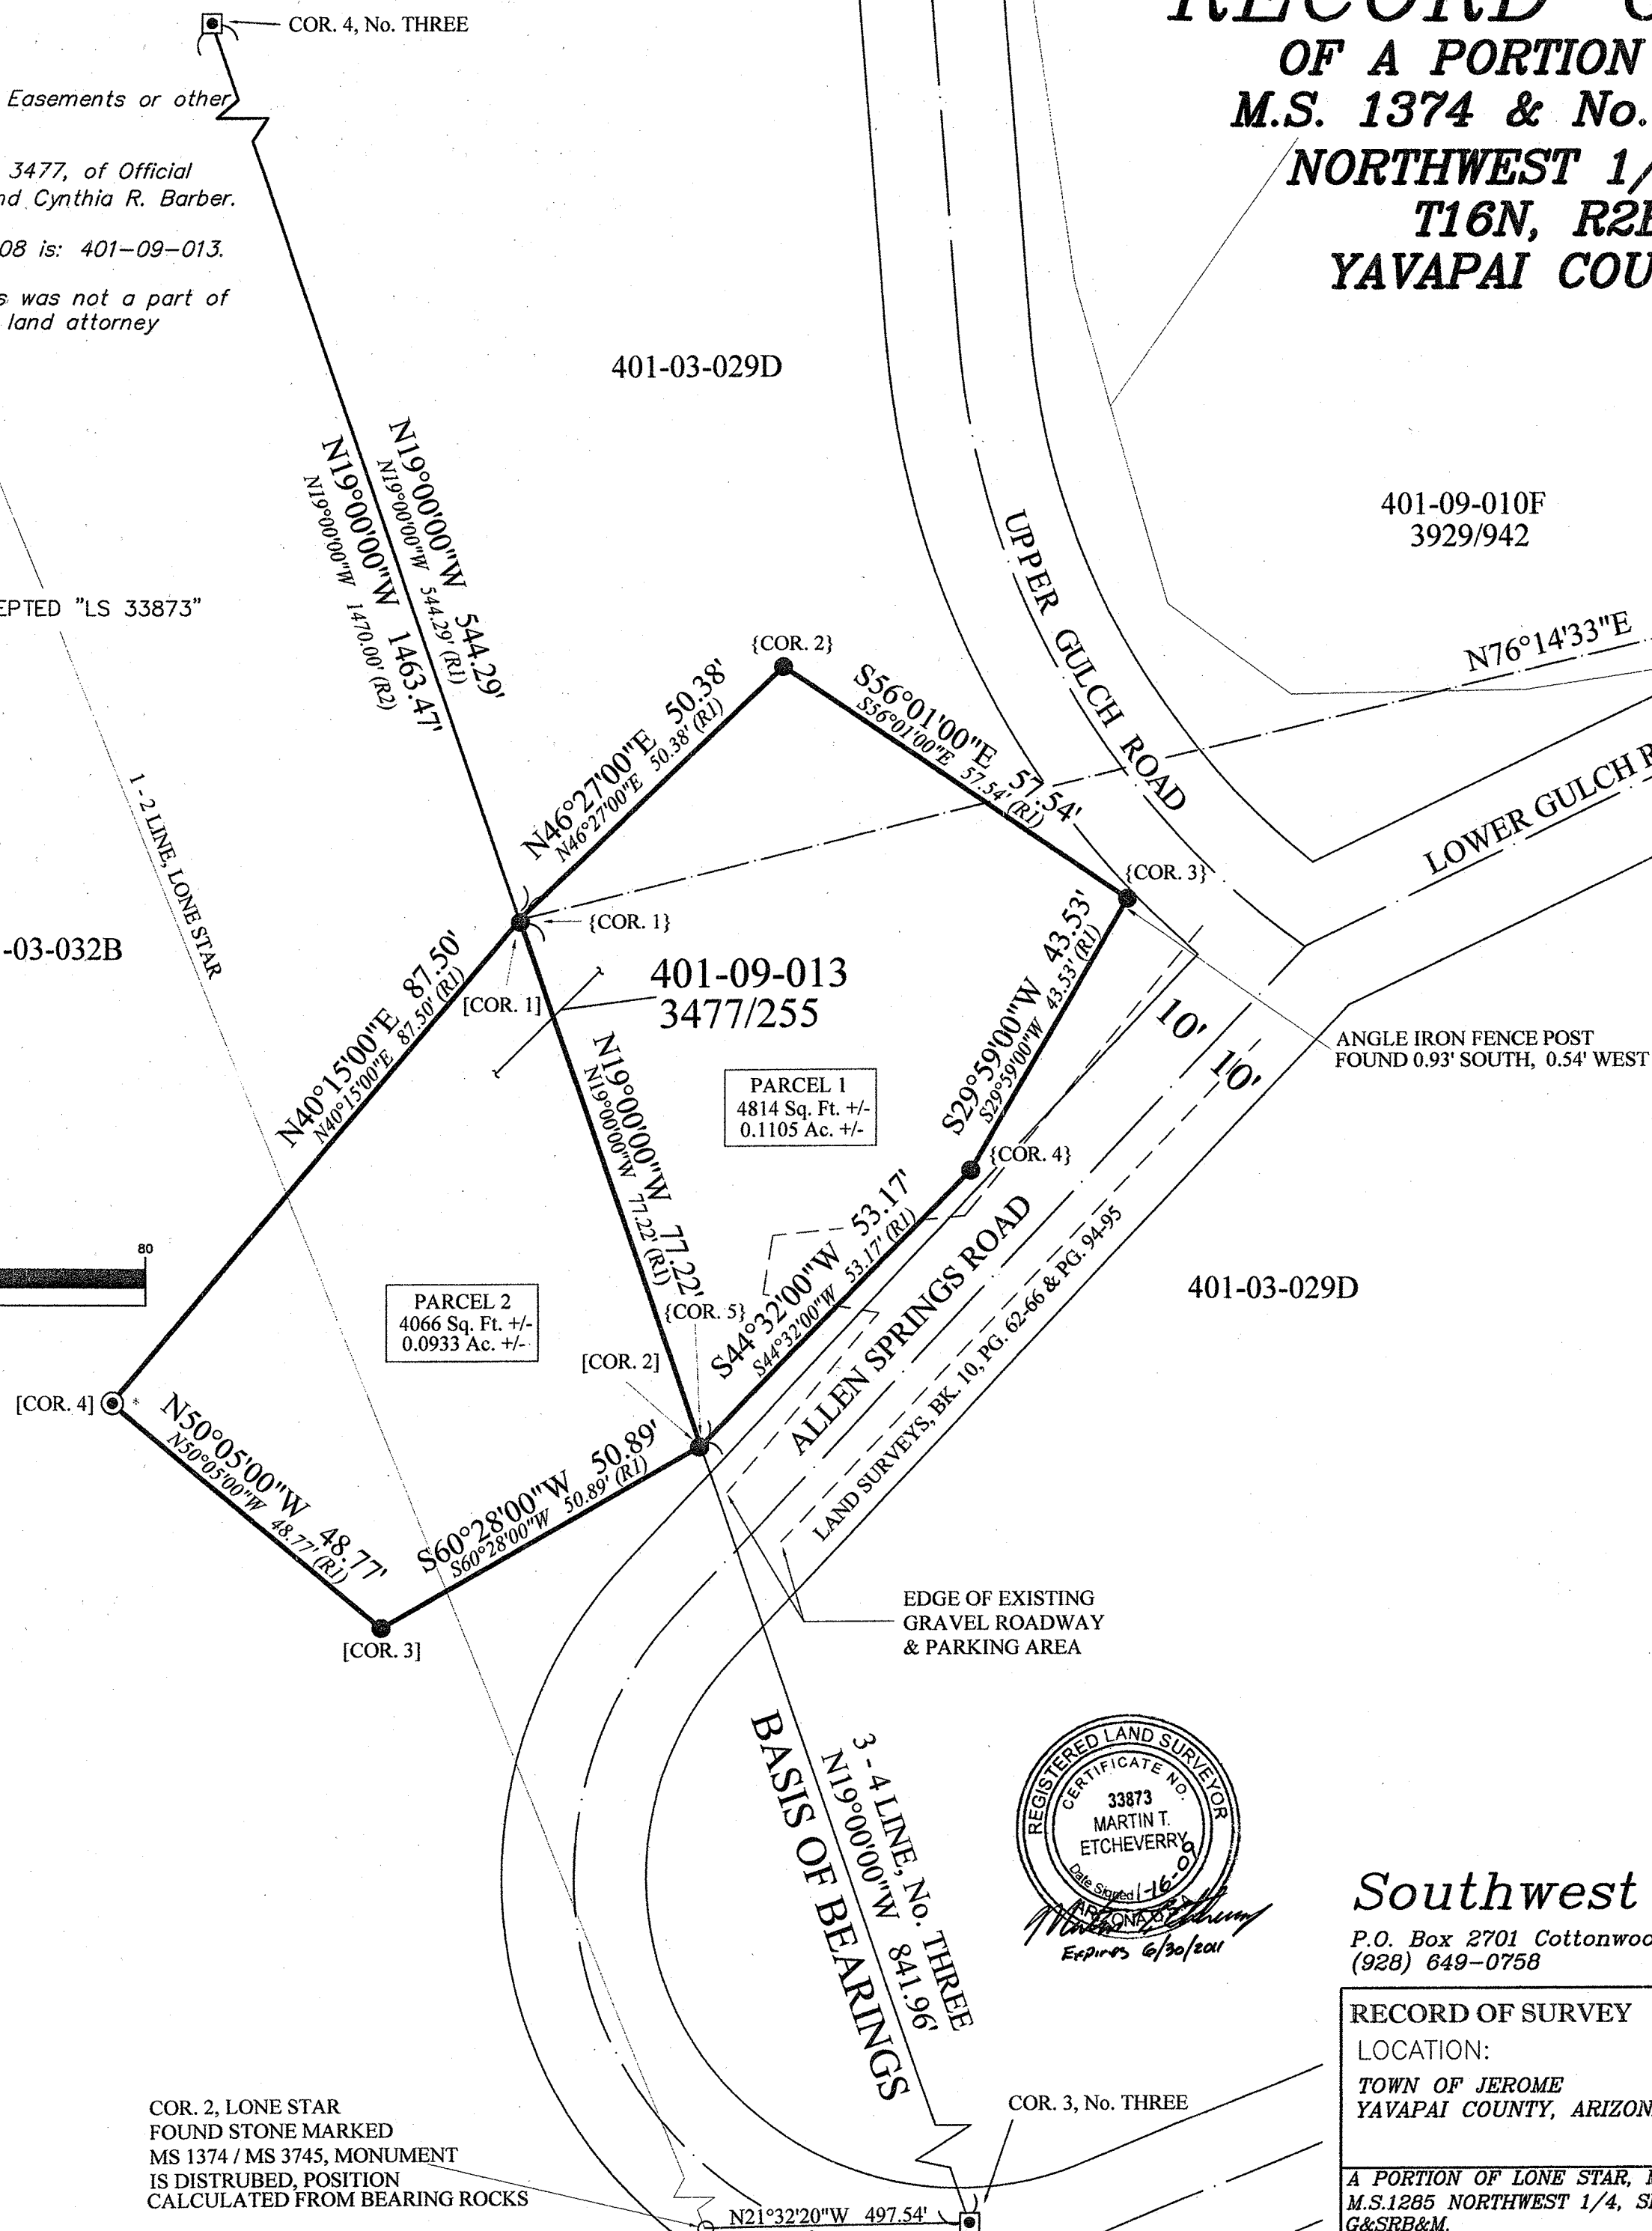 COR. 4, No. THREE
OF A PORTION
M.S. 1374 & No.
NORTHWEST
T16N,
YAVAPAI
Easements or other
3477, of Official
Cynthia R. Barber.
08 is: 401-09-013.
was not a part of
land attorney
401-03-029D
N19°00'00"W 544.29'
N19°00'00"W 544.29' (R1)
N19°00'00"W 1463.47'
N19°00'00"W 1470.00' (R2)
401-09-010F
3929/942
UPPER GULCH ROAD
"LS 33873"
N76°14'33"E
{COR. 2}
N46°27'00"E 50.38'
N46°27'00"E 50.38' (R1)
S56°01'00"E 57.54'
S56°01'00"E 57.54' (R1)
LOWER GULCH
1 - 2 LINE, LONE STAR
{COR. 3}
{COR. 1}
-03-032B
[COR. 1]
401-09-013
3477/255
N40°15'00"E 87.50'
N40°15'00"E 87.50' (R1)
S29°59'00"W 43.53'
S29°59'00"W 43.53' (R1)
10' 10'
ANGLE IRON FENCE POST
FOUND 0.93' SOUTH, 0.54' WEST
N19°00'00"W 77.22'
N19°00'00"W 77.22' (R1)
PARCEL 1
4814 Sq. Ft. +/-
0.1105 Ac. +/-
{COR. 4}
80
S44°32'00"W 53.17'
S44°32'00"W 53.17' (R1)
ALLEN SPRINGS ROAD
LAND SURVEYS, BK. 10, PG. 62-66 & PG. 94-95
401-03-029D
PARCEL 2
4066 Sq. Ft. +/-
0.0933 Ac. +/-
{COR. 5}
[COR. 2]
[COR. 4] *
N50°05'00"W 48.77'
N50°05'00"W 48.77' (R1)
S60°28'00"W 50.89'
S60°28'00"W 50.89' (R1)
[COR. 3]
EDGE OF EXISTING
GRAVEL ROADWAY
& PARKING AREA
BASIS OF BEARINGS
3 - 4 LINE, No. THREE
N19°00'00"W 841.96'
REGISTERED LAND SURVEYOR
CERTIFICATE NO.
33873
MARTIN T.
ETCHEVERRY
Date Signed 1-16-09
ARIZONA U.S.A.
Expires 6/30/2011
Southwest
P.O. Box 2701
(928) 649-0758
RECORD OF SURVEY
LOCATION:
TOWN OF JEROME
YAVAPAI COUNTY,
A PORTION OF LONE STAR,
M.S.1285 NORTHWEST 1/4,
G&SRB&M.
COR. 3, No. THREE
COR. 2, LONE STAR
FOUND STONE MARKED
MS 1374 / MS 3745, MONUMENT
IS DISTRUBED, POSITION
CALCULATED FROM BEARING ROCKS
N21°32'20"W 497.54'